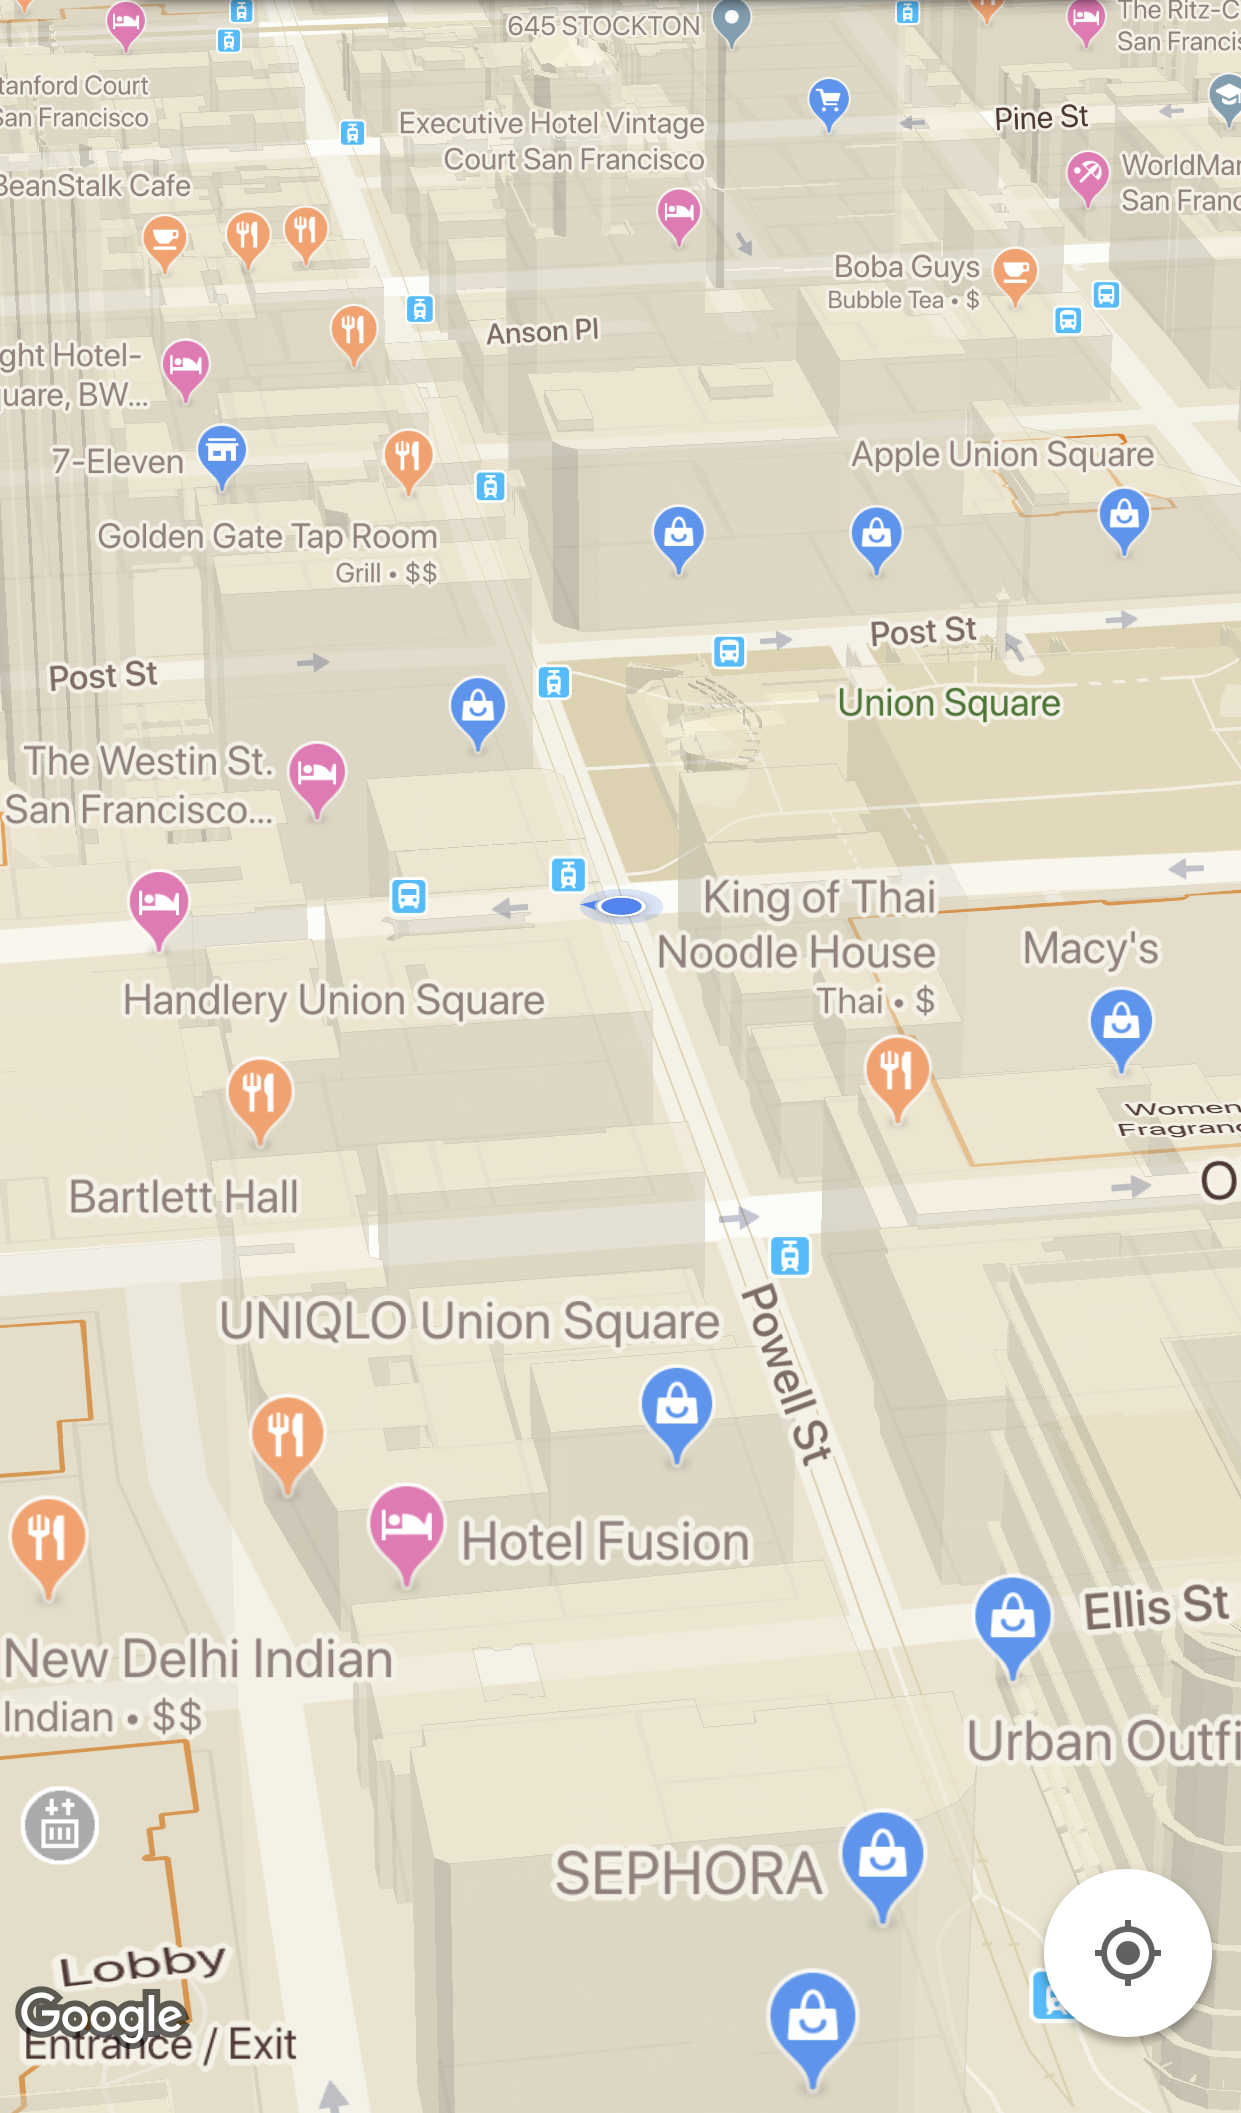 645 STOCKTON
The Ritz-C
San Francis
tanford Court
San Francisco
Executive Hotel Vintage
Court San Francisco
Pine St
BeanStalk Cafe
WorldMar
San Franc
Boba Guys
Bubble Tea • $
Anson Pl
ght Hotel-
quare, BW...
7-Eleven
Apple Union Square
Golden Gate Tap Room
Grill • $$
Post St
Post St
Union Square
The Westin St.
San Francisco...
King of Thai
Noodle House
Thai • $
Macy's
Handlery Union Square
Women
Fragranc
O
Bartlett Hall
UNIQLO Union Square
Powell St
Hotel Fusion
Ellis St
New Delhi Indian
Indian • $$
Urban Outfi
SEPHORA
Lobby
Google
Entrance / Exit